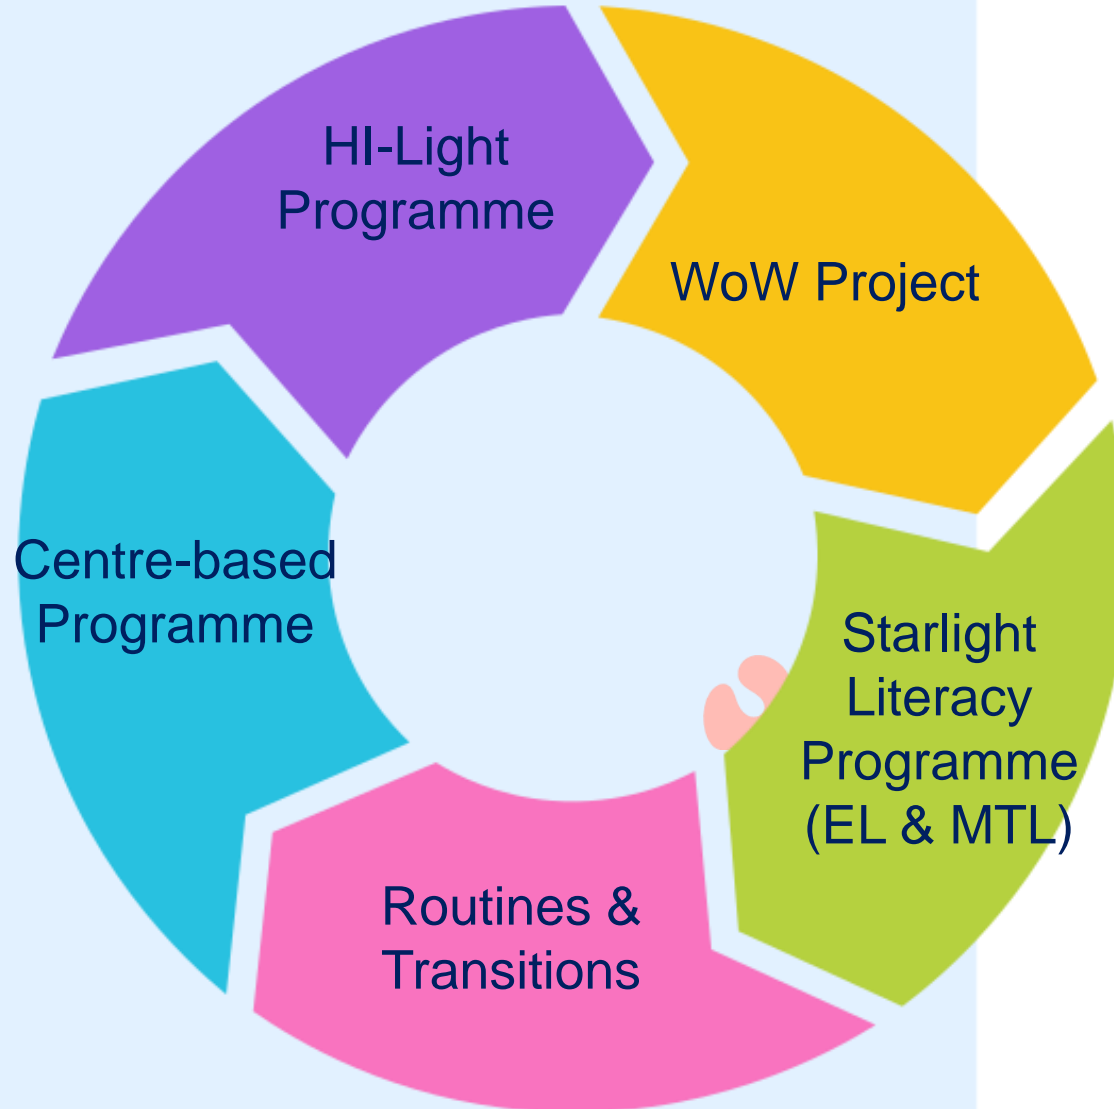 HI-Light
Programme
WoW Project
Starlight
Literacy
Programme
(EL & MTL)
Routines &
Transitions
Centre-based
Programme